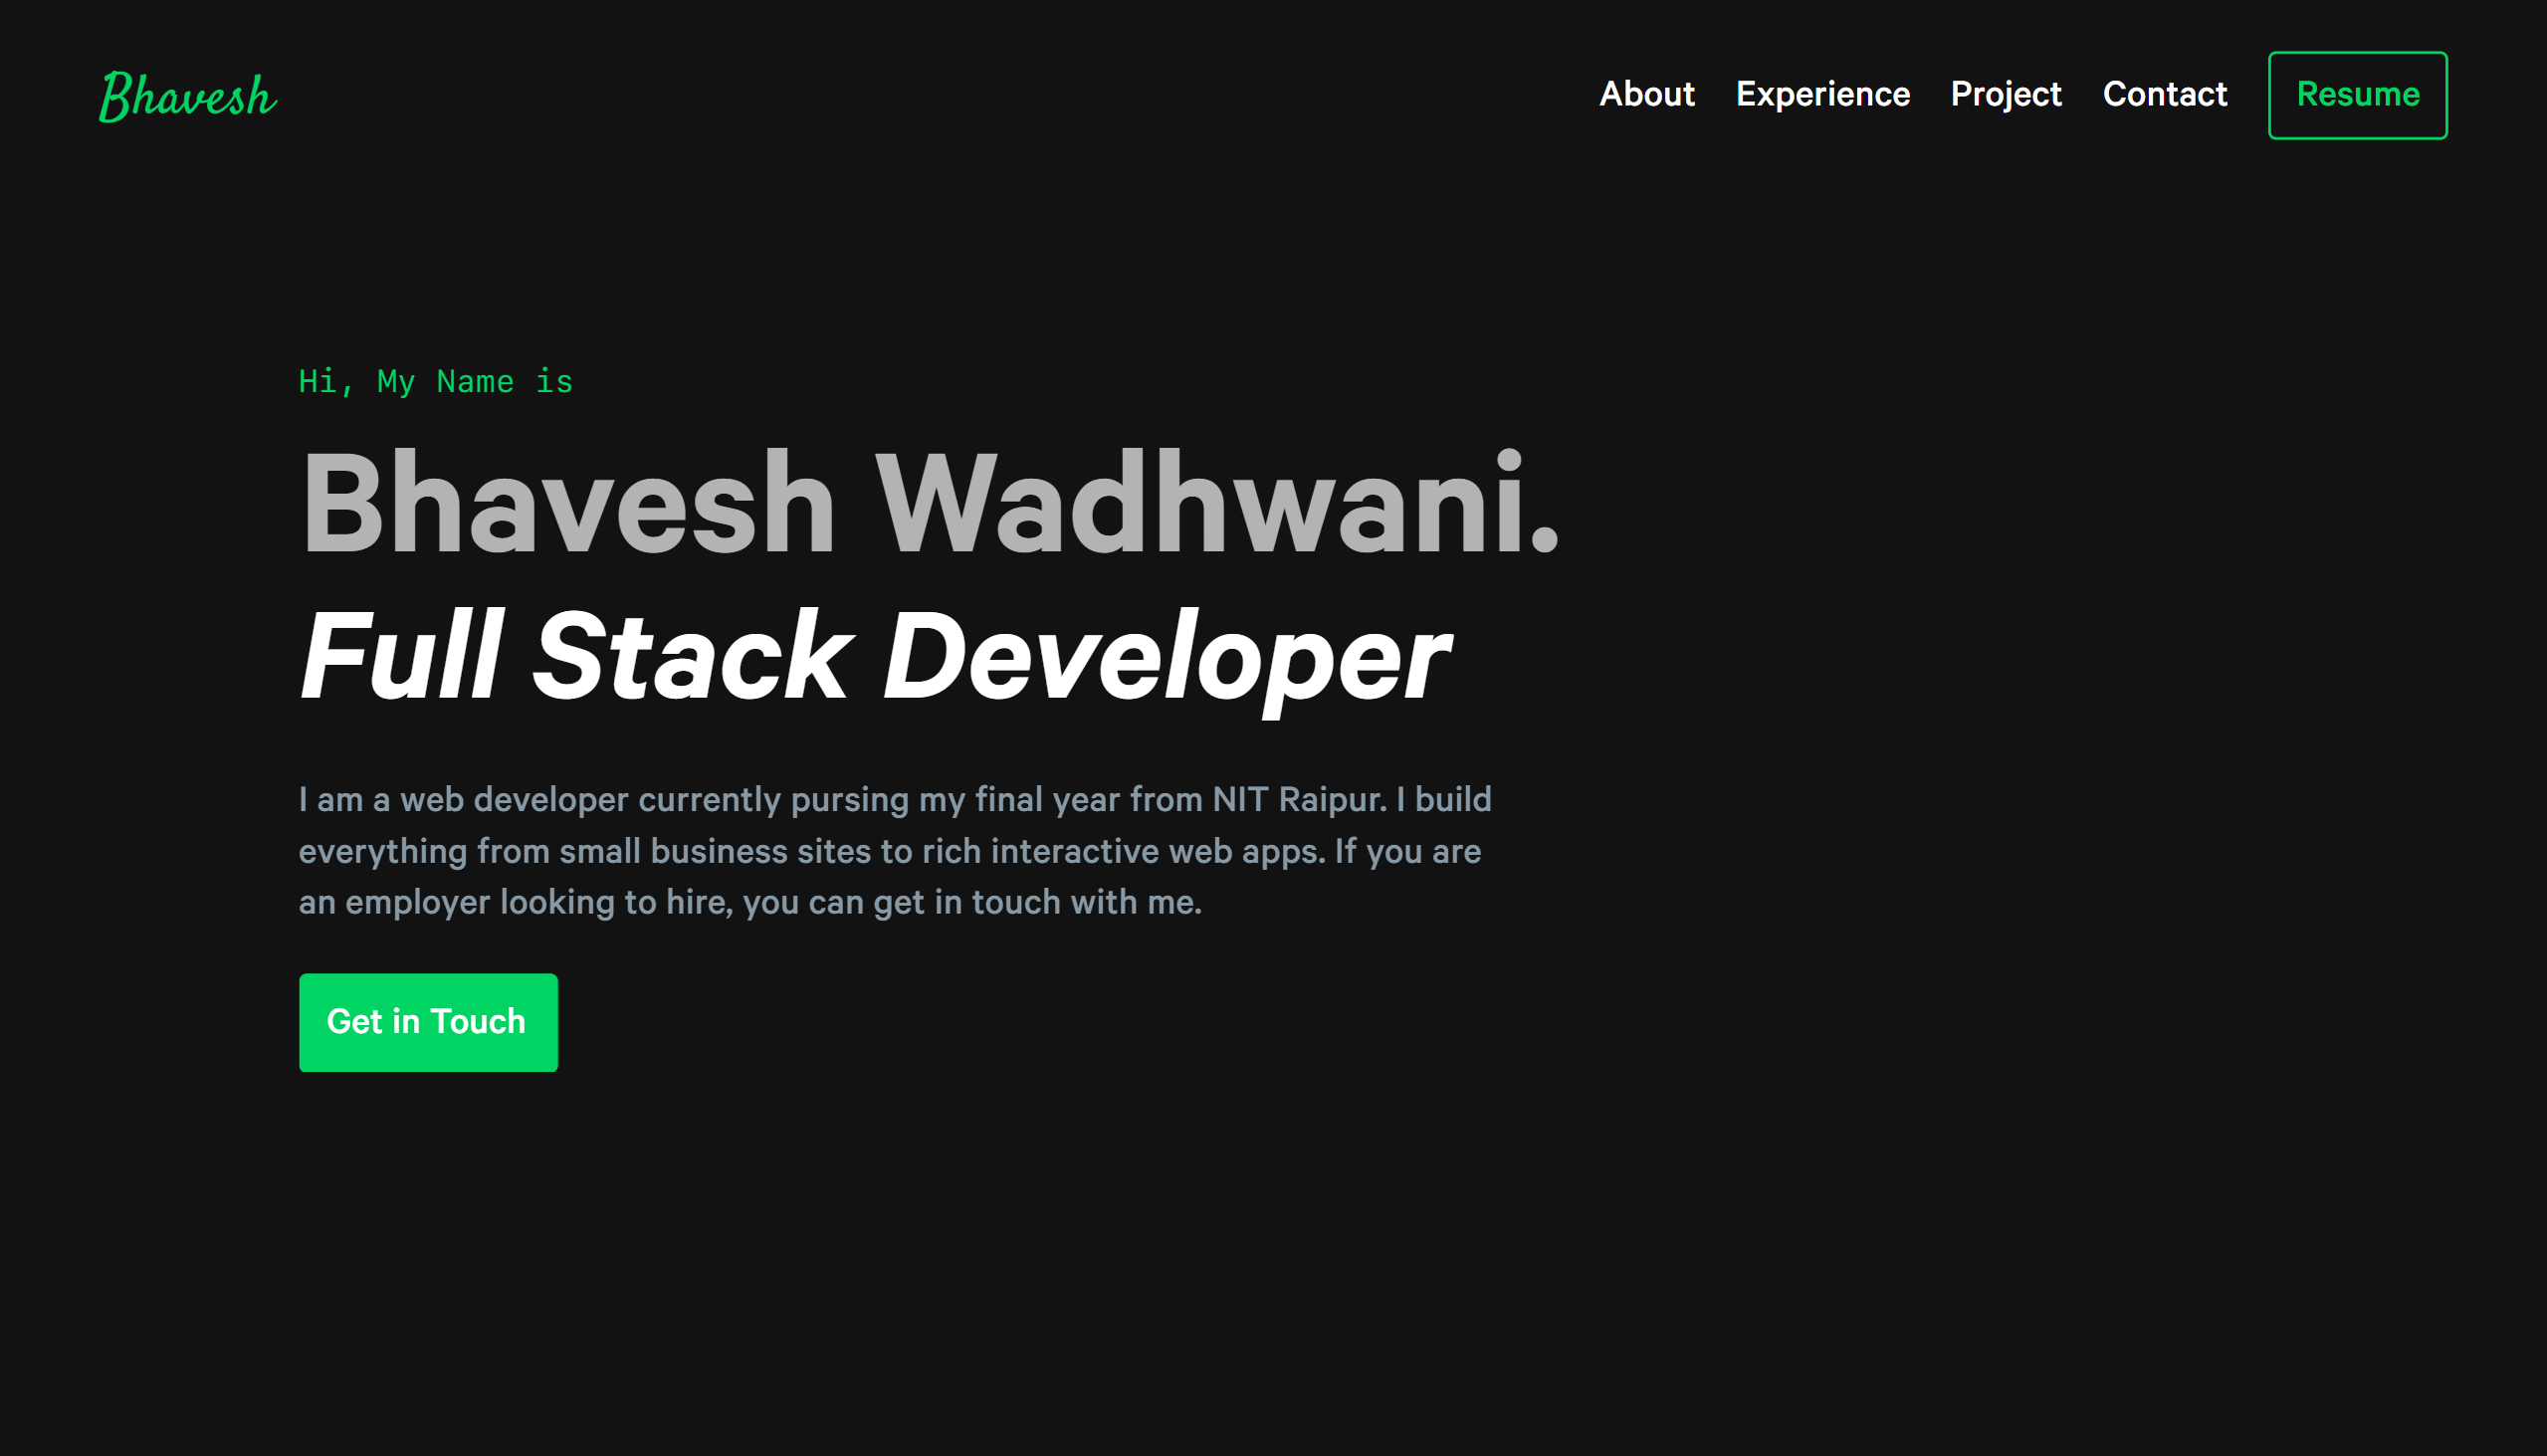 Bhavesh
About Experience Project Contact Resume
Hi, My Name is
Bhavesh Wadhwani.
Full Stack Developer
I am a web developer currently pursing my final year from NIT Raipur. I build
everything from small business sites to rich interactive web apps. If you are
an employer looking to hire, you can get in touch with me.
Get in Touch